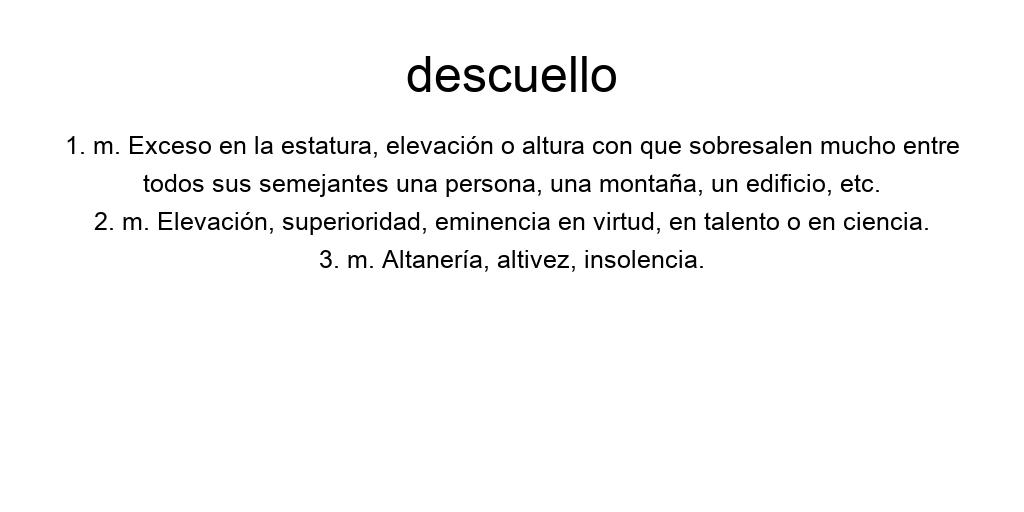 descuello
1. m. Exceso en la estatura, elevación o altura con que sobresalen mucho entre
todos sus semejantes una persona, una montaña, un edificio, etc.
2. m. Elevación, superioridad, eminencia en virtud, en talento o en ciencia.
3. m. Altanería, altivez, insolencia.